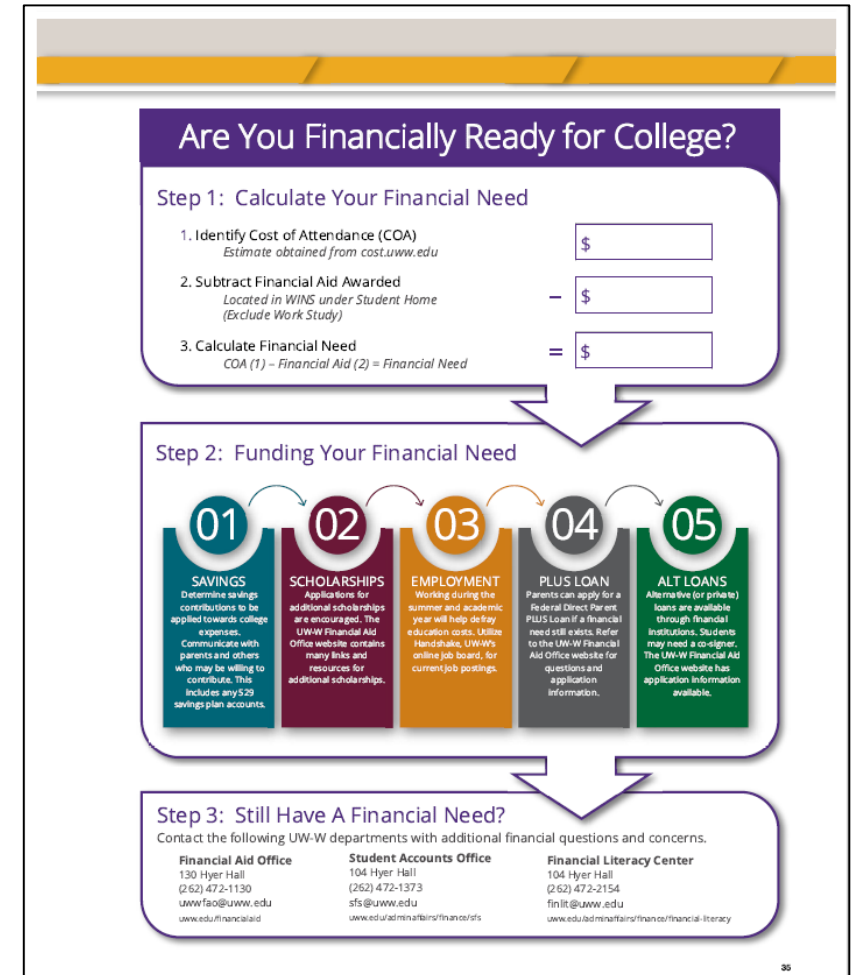 Are You Financially Ready for College?
Step 1: Calculate Your Financial Need
1. Identify Cost of Attendance (COA)
Estimate obtained from cost.uww.edu
$
2. Subtract Financial Aid Awarded
Located in WINS under Student Home
(Exclude Work Study)
– $
3. Calculate Financial Need
COA (1) – Financial Aid (2) = Financial Need
= $
Step 2: Funding Your Financial Need
01
SAVINGS
Determine savings
contributions to be
applied towards college
expenses.
Communicate with
parents and others
who may be willing to
contribute. This
includes any 529
savings plan accounts.
02
SCHOLARSHIPS
Applications for
additional scholarships
are encouraged. The
UW-W Financial Aid
Office website contains
many links and
resources for
additional scholarships.
03
EMPLOYMENT
Working during the
summer and academic
year will help defray
education costs. Utilize
Handshake, UW-W's
online job board, for
current job postings.
04
PLUS LOAN
Parents can apply for a
Federal Direct Parent
PLUS Loan if a financial
need still exists. Refer
to the UW-W Financial
Aid Office website for
questions and
application
information.
05
ALT LOANS
Alternative (or private)
loans are available
through financial
institutions. Students
may need a co-signer.
The UW-W Financial Aid
Office website has
application information
available.
Step 3: Still Have A Financial Need?
Contact the following UW-W departments with additional financial questions and concerns.
Financial Aid Office
130 Hyer Hall
(262) 472-1130
uwwfao@uww.edu
uww.edu/financialaid
Student Accounts Office
104 Hyer Hall
(262) 472-1373
sfs@uww.edu
uww.edu/adminaffairs/finance/sfs
Financial Literacy Center
104 Hyer Hall
(262) 472-2154
finlit@uww.edu
uww.edu/adminaffairs/finance/financial-literacy
35